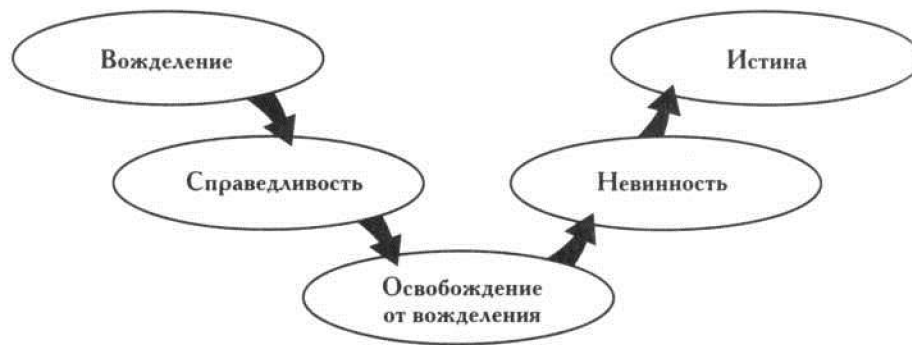 Вожделение
Истина
Справедливость
Невинность
Освобождение
от вожделения